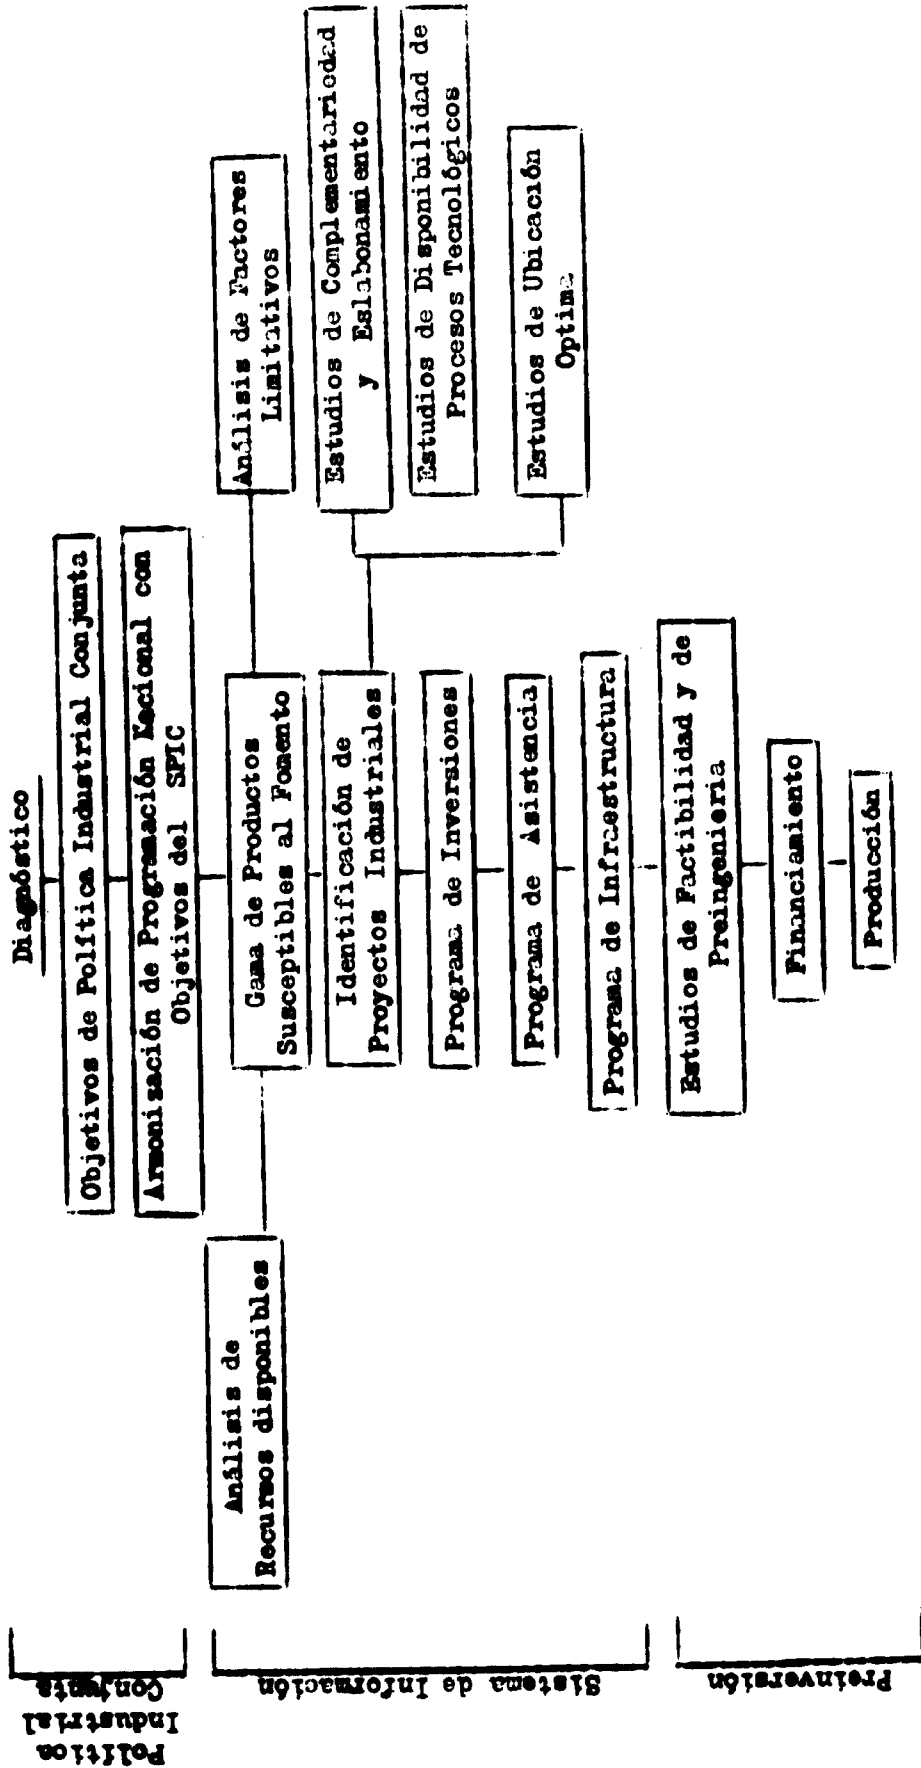 Diagnóstico
Objetivos de Política Industrial Conjunta
Armonización de Programación Nacional con
Objetivos del SPIC
Análisis de
Recursos disponibles
Gama de Productos
Susceptibles al Fomento
Análisis de Factores
Limitativos
Identificación de
Proyectos Industriales
Estudios de Complementariedad
y Eslabonamiento
Estudios de Disponibilidad de
Procesos Tecnológicos
Estudios de Ubicación
Optima
Programa de Inversiones
Programa de Asistencia
Programa de Infraestructura
Estudios de Factibilidad y de
Preingenieria
Financiamiento
Producción
Política
Industrial
Conjunta
Sistema de Información
Preinversión